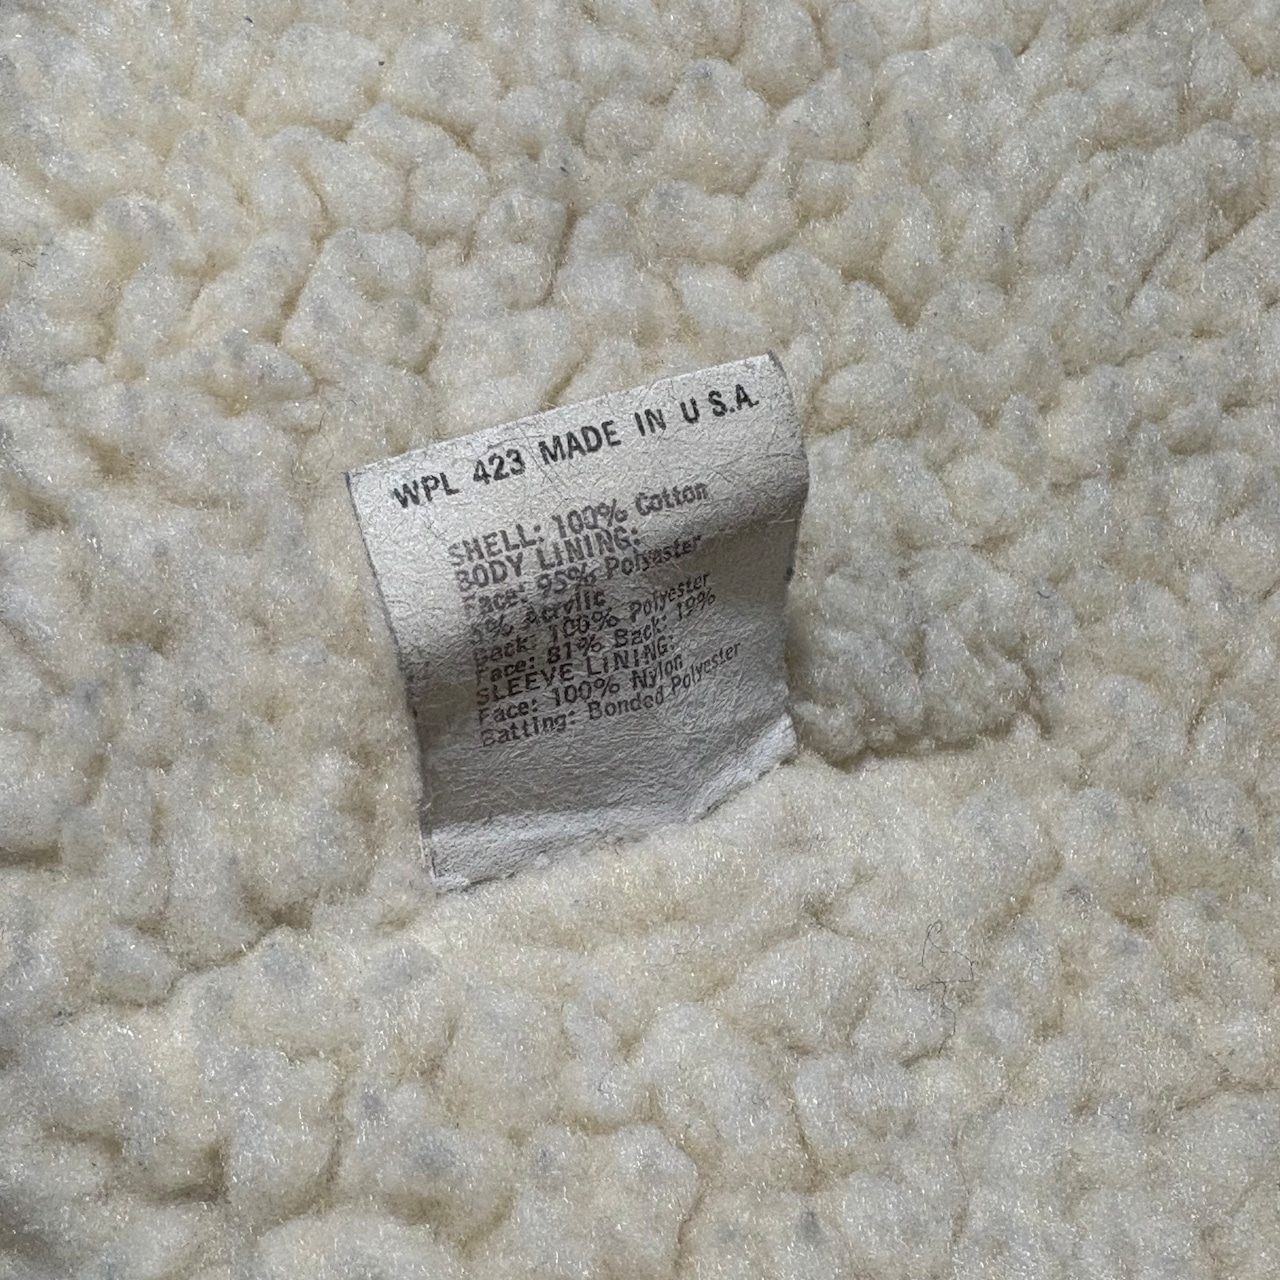 WPL 423 MADE IN U S.A.
SHELL: 100% Cotton
BODY LINING:
Face: 95% Polyester
5% Acrylic
Back: 100% Polyester
Face: 81% Back: 19%
SLEEVE LINING:
Face: 100% Nylon
Batting: Bonded Polyester